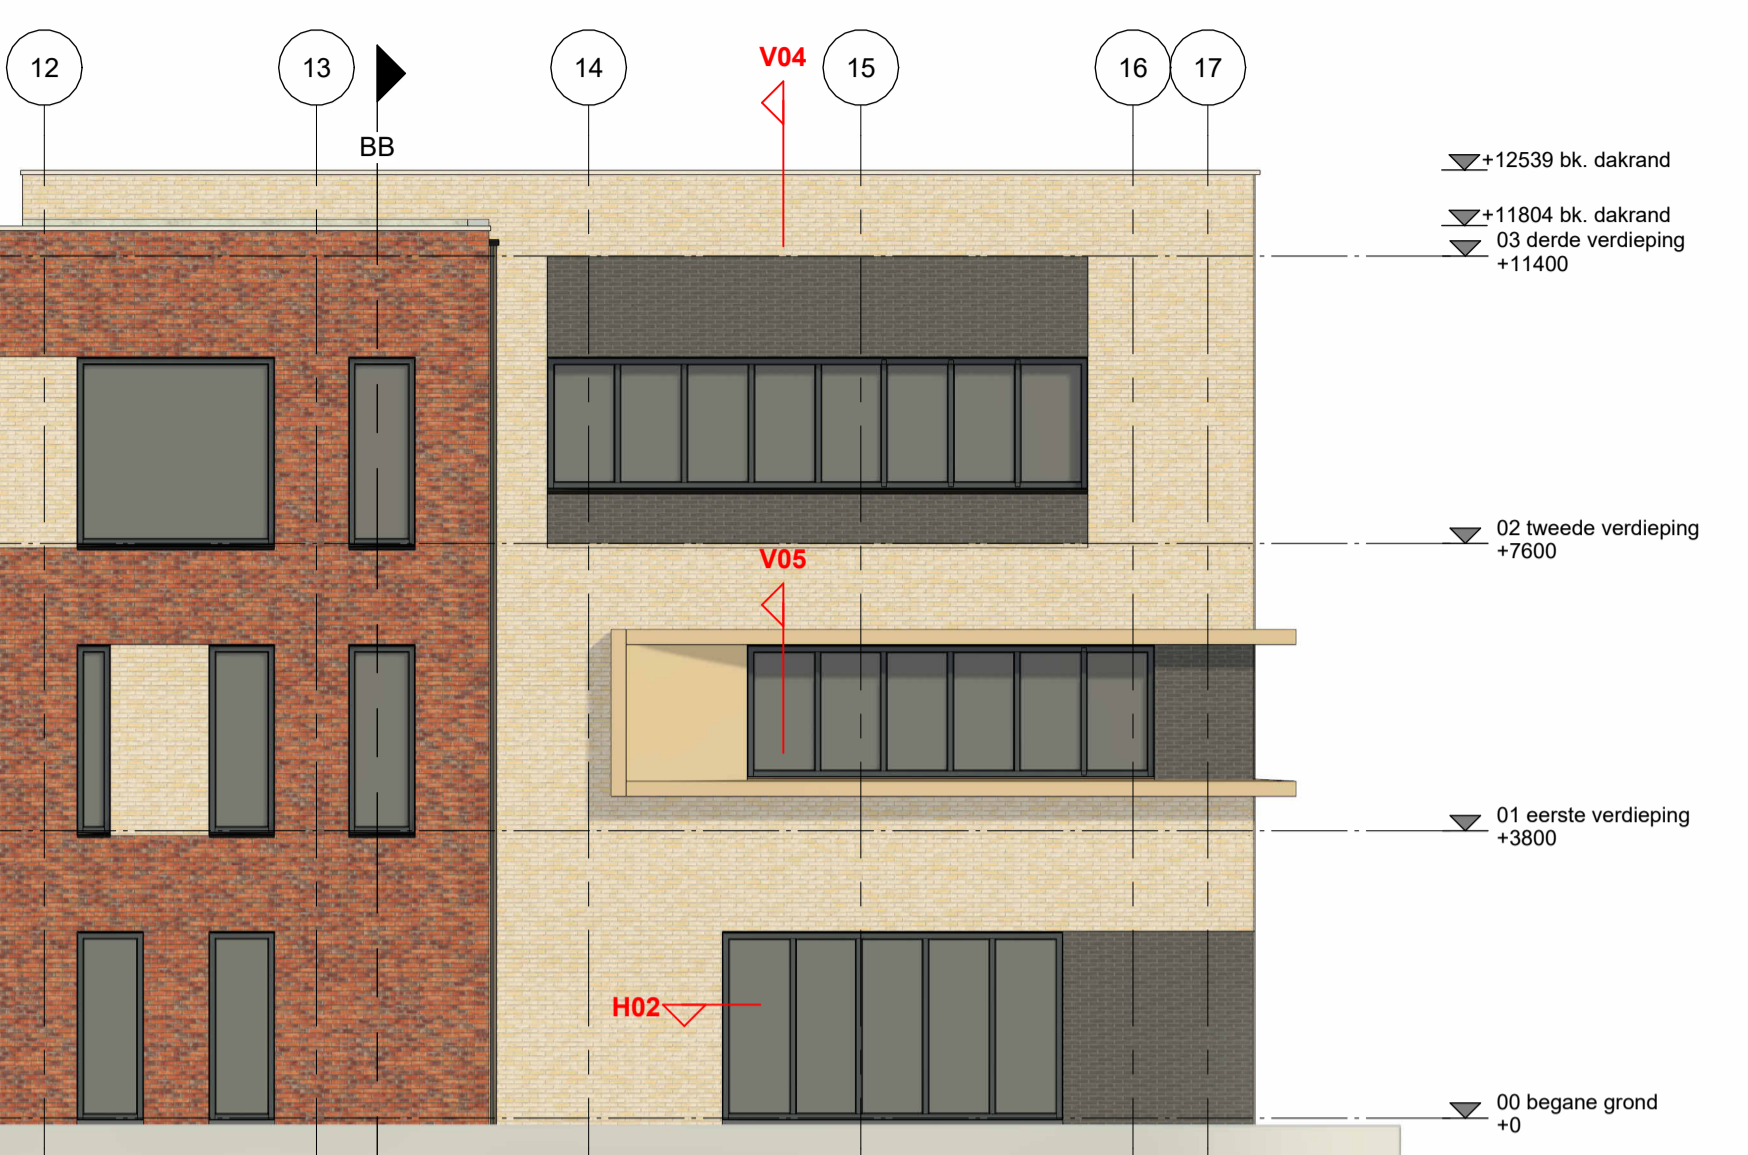 12
13
14
15
16
17
V04
BB
+12539 bk. dakrand
+11804 bk. dakrand
03 derde verdieping
+11400
02 tweede verdieping
+7600
V05
01 eerste verdieping
+3800
H02
00 begane grond
+0